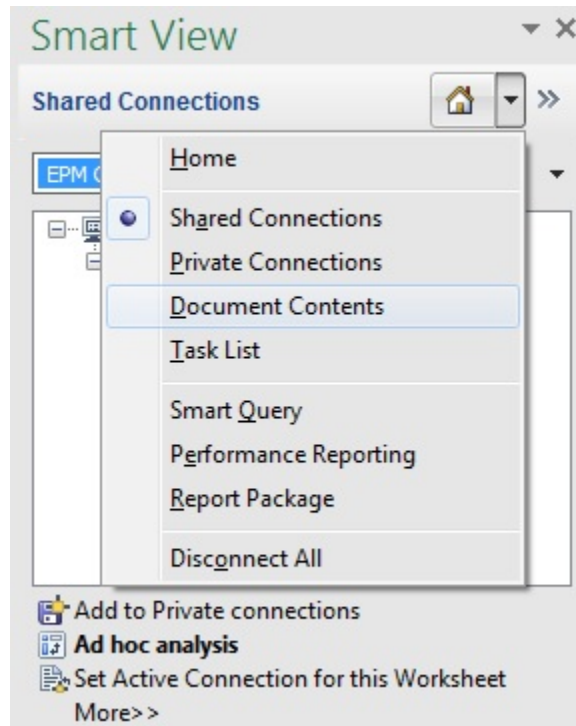 Smart View
Shared Connections
Home
EPM
Shared Connections
Private Connections
Document Contents
Task List
Smart Query
Performance Reporting
Report Package
Disconnect All
Add to Private connections
Ad hoc analysis
Set Active Connection for this Worksheet
More>>